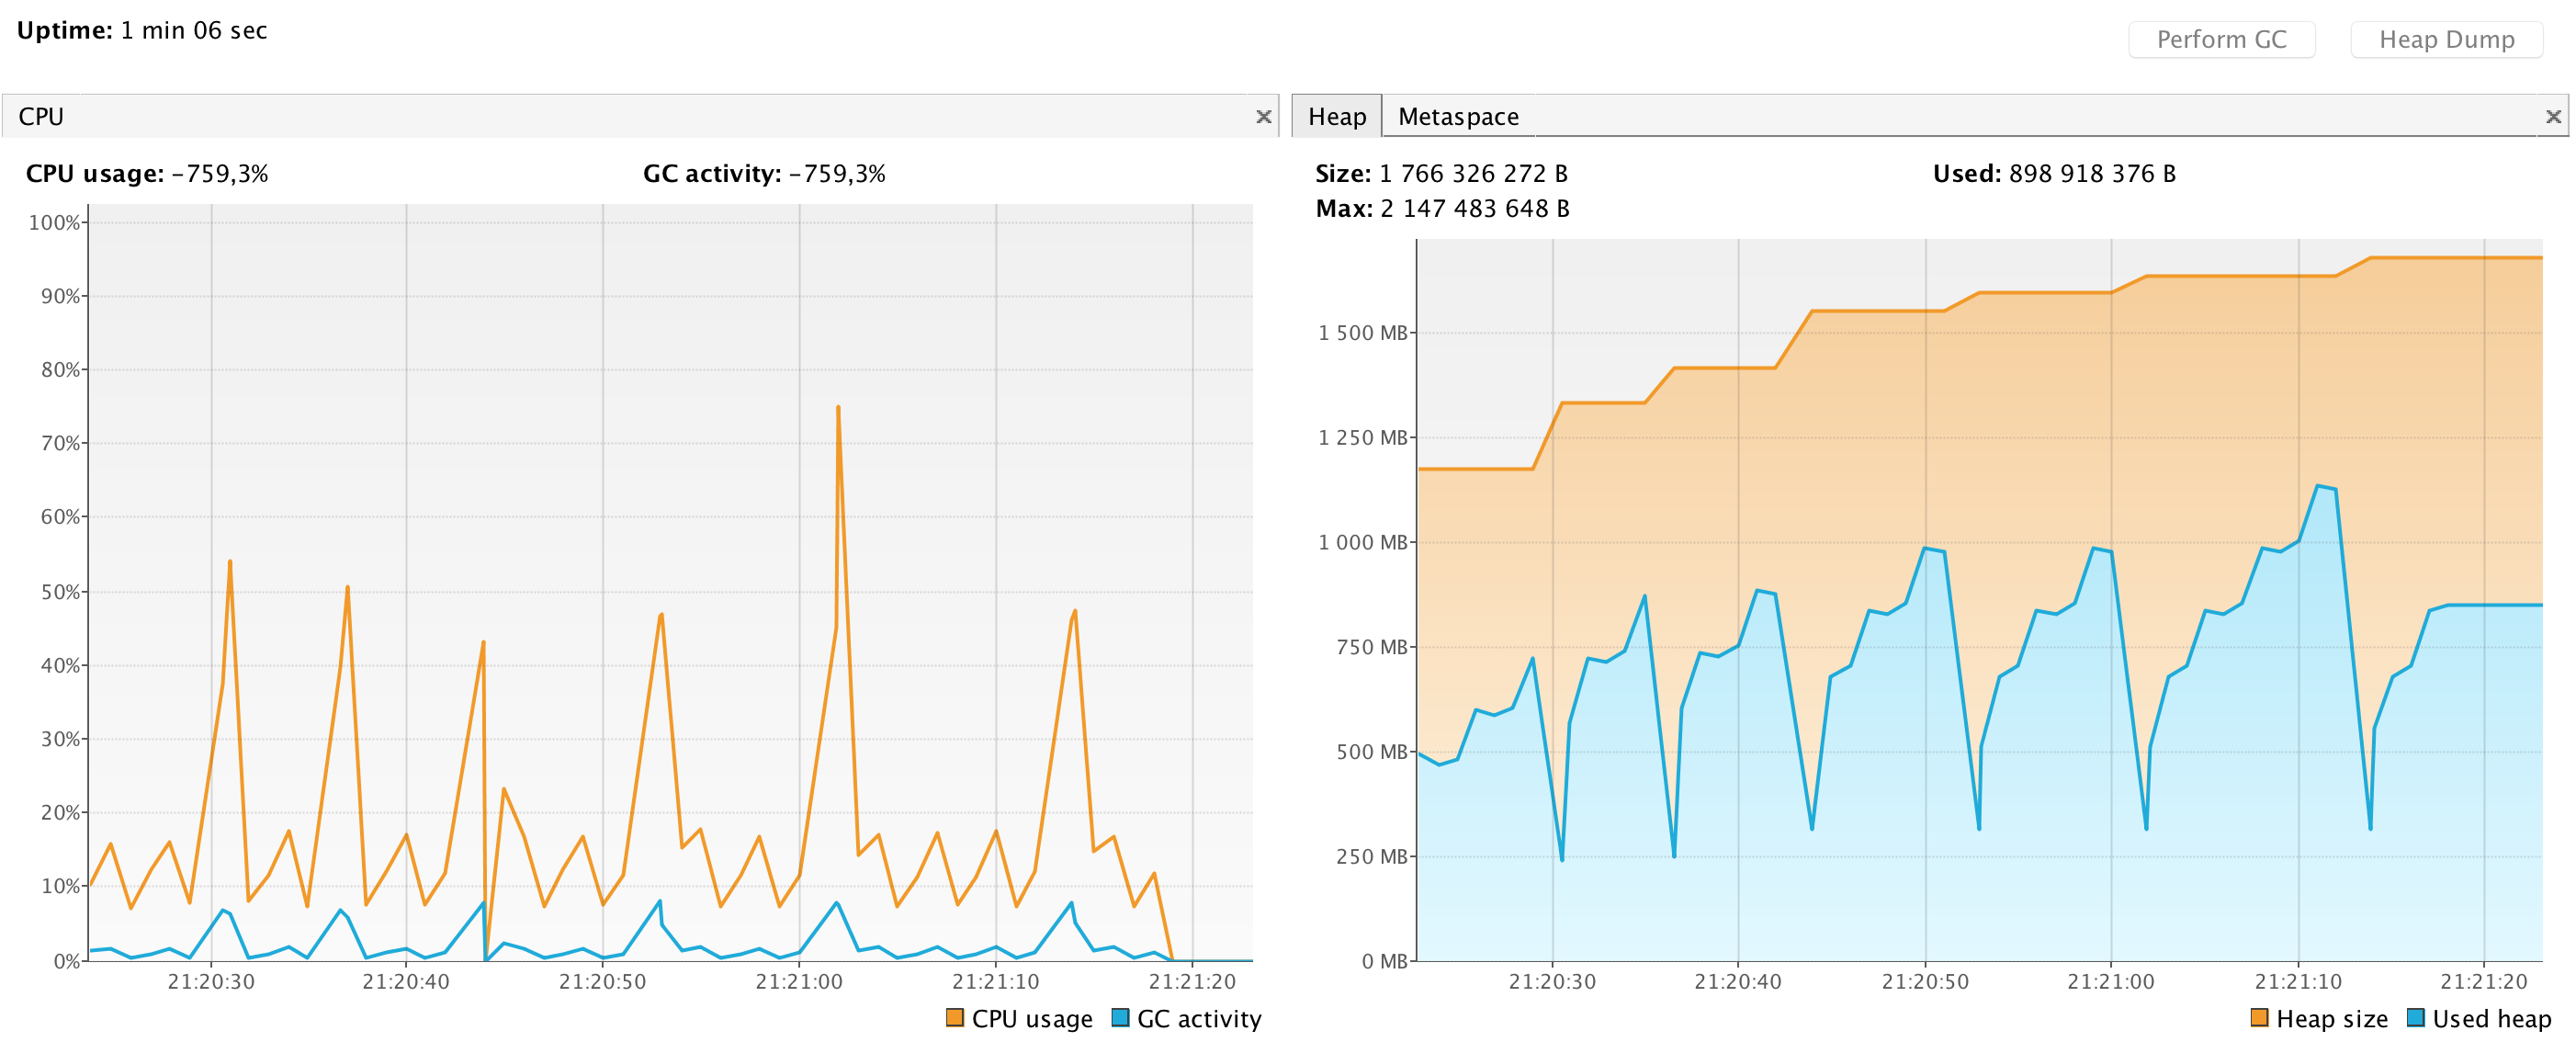 Uptime: 1 min 06 sec
Perform GC
Heap Dump
CPU
CPU usage: -759,3%
GC activity: -759,3%
100%
90%
80%
70%
60%
50%
40%
30%
20%
10%
0%
21:20:30
21:20:40
21:20:50
21:21:00
21:21:10
21:21:20
CPU usage
GC activity
Heap
Metaspace
Size: 1 766 326 272 B
Used: 898 918 376 B
Max: 2 147 483 648 B
1 500 MB
1 250 MB
1 000 MB
750 MB
500 MB
250 MB
0 MB
21:20:30
21:20:40
21:20:50
21:21:00
21:21:10
21:21:20
Heap size
Used heap